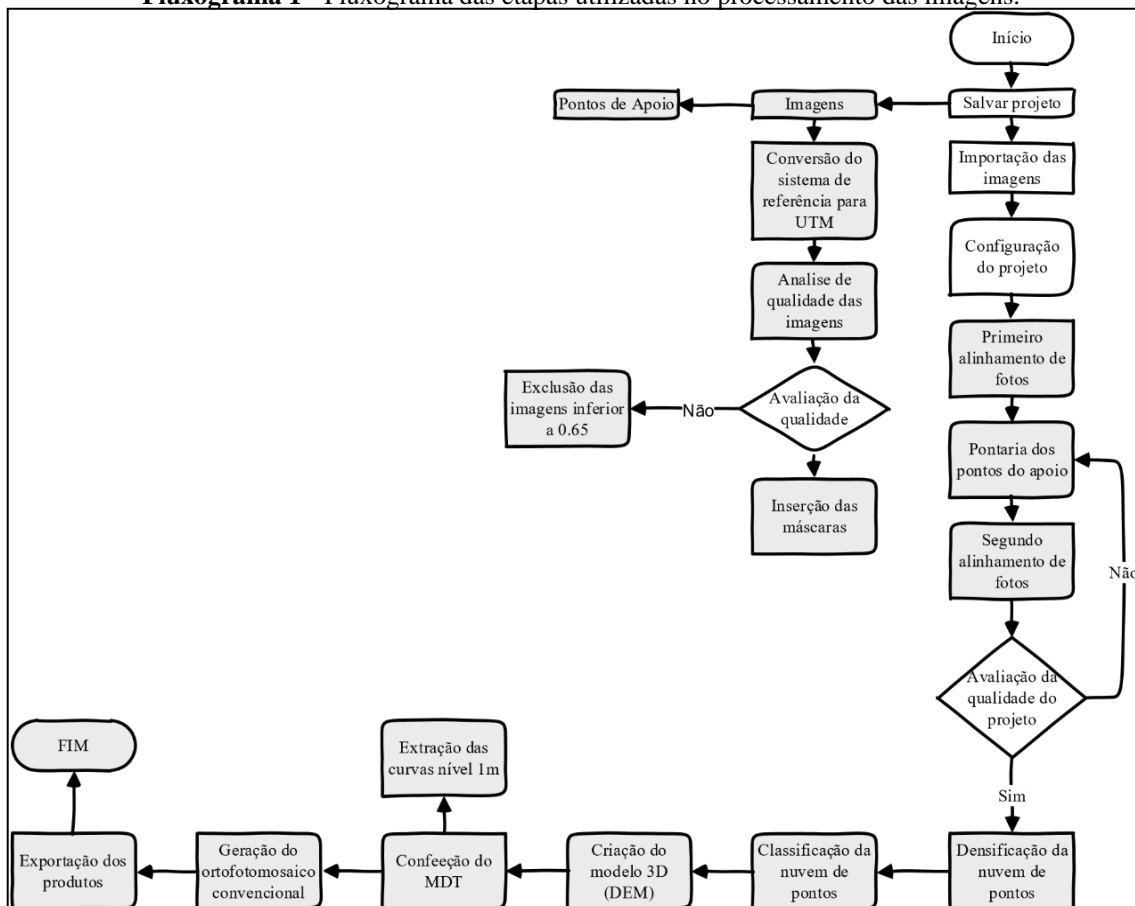 Fluxograma 1 - Fluxograma das etapas utilizadas no processamento das imagens.
Início
Pontos de Apoio
Imagens
Salvar projeto
Conversão do
sistema de
referência para
UTM
Importação das
imagens
Configuração
do projeto
Analise de
qualidade das
imagens
Primeiro
alinhamento de
fotos
Exclusão das
imagens inferior
a 0.65
Não
Avaliação da
qualidade
Pontaria dos
pontos do apoio
Inserção das
máscaras
Segundo
alinhamento de
fotos
Não
Avaliação da
qualidade do
projeto
Sim
FIM
Extração das
curvas nível 1m
Exportação dos
produtos
Geração do
ortofotomosaico
convencional
Confeeção do
MDT
Criação do
modelo 3D
(DEM)
Classificação da
nuvem de
pontos
Densificação da
nuvem de
pontos